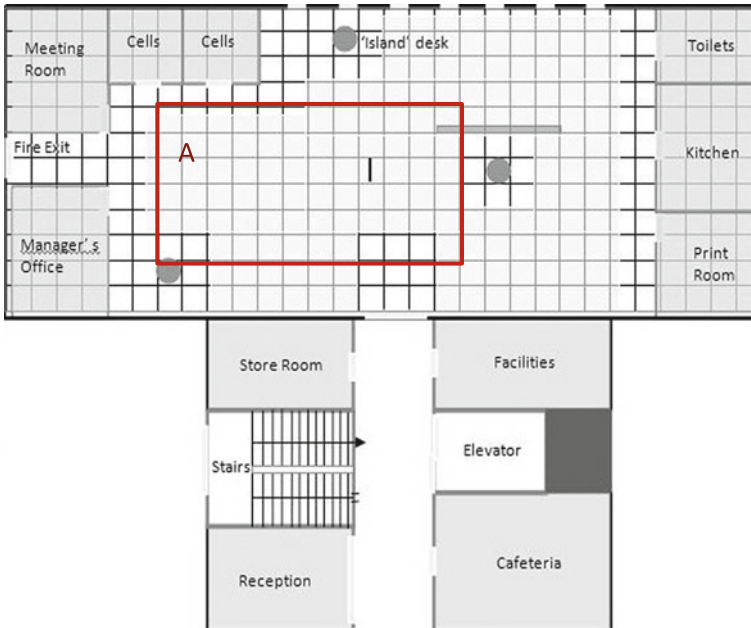 Cells
Cells
'Island' desk
Meeting
Room
Toilets
Fire Exit
A
Kitchen
Manager's
Office
Print
Room
Store Room
Facilities
Stairs
Elevator
Reception
Cafeteria